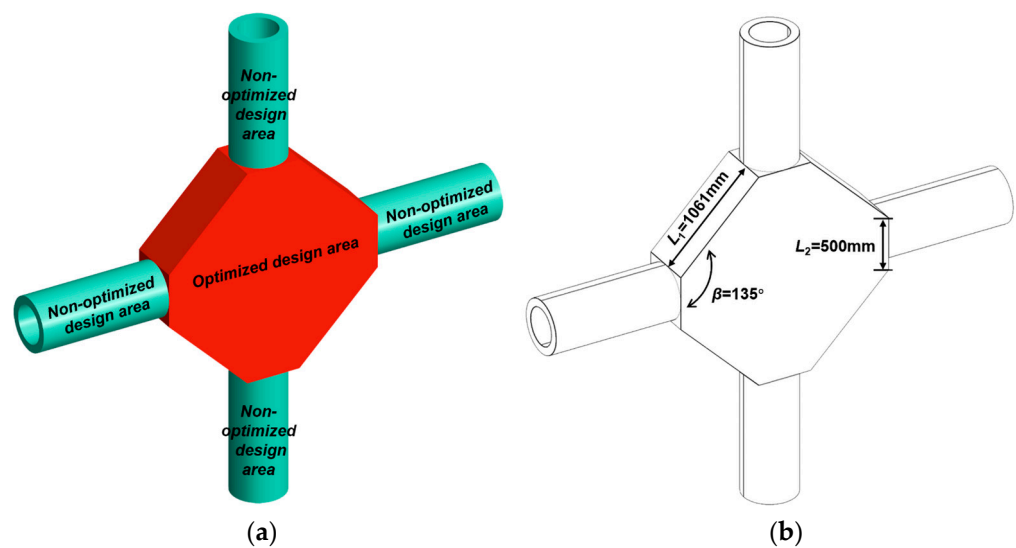 Non-
optimized
design
area
Non-optimized
design area
Optimized design area
Non-optimized
design area
Non-
optimized
design
area
(a)
L₁=1061mm
L₂=500mm
β=135°
(b)